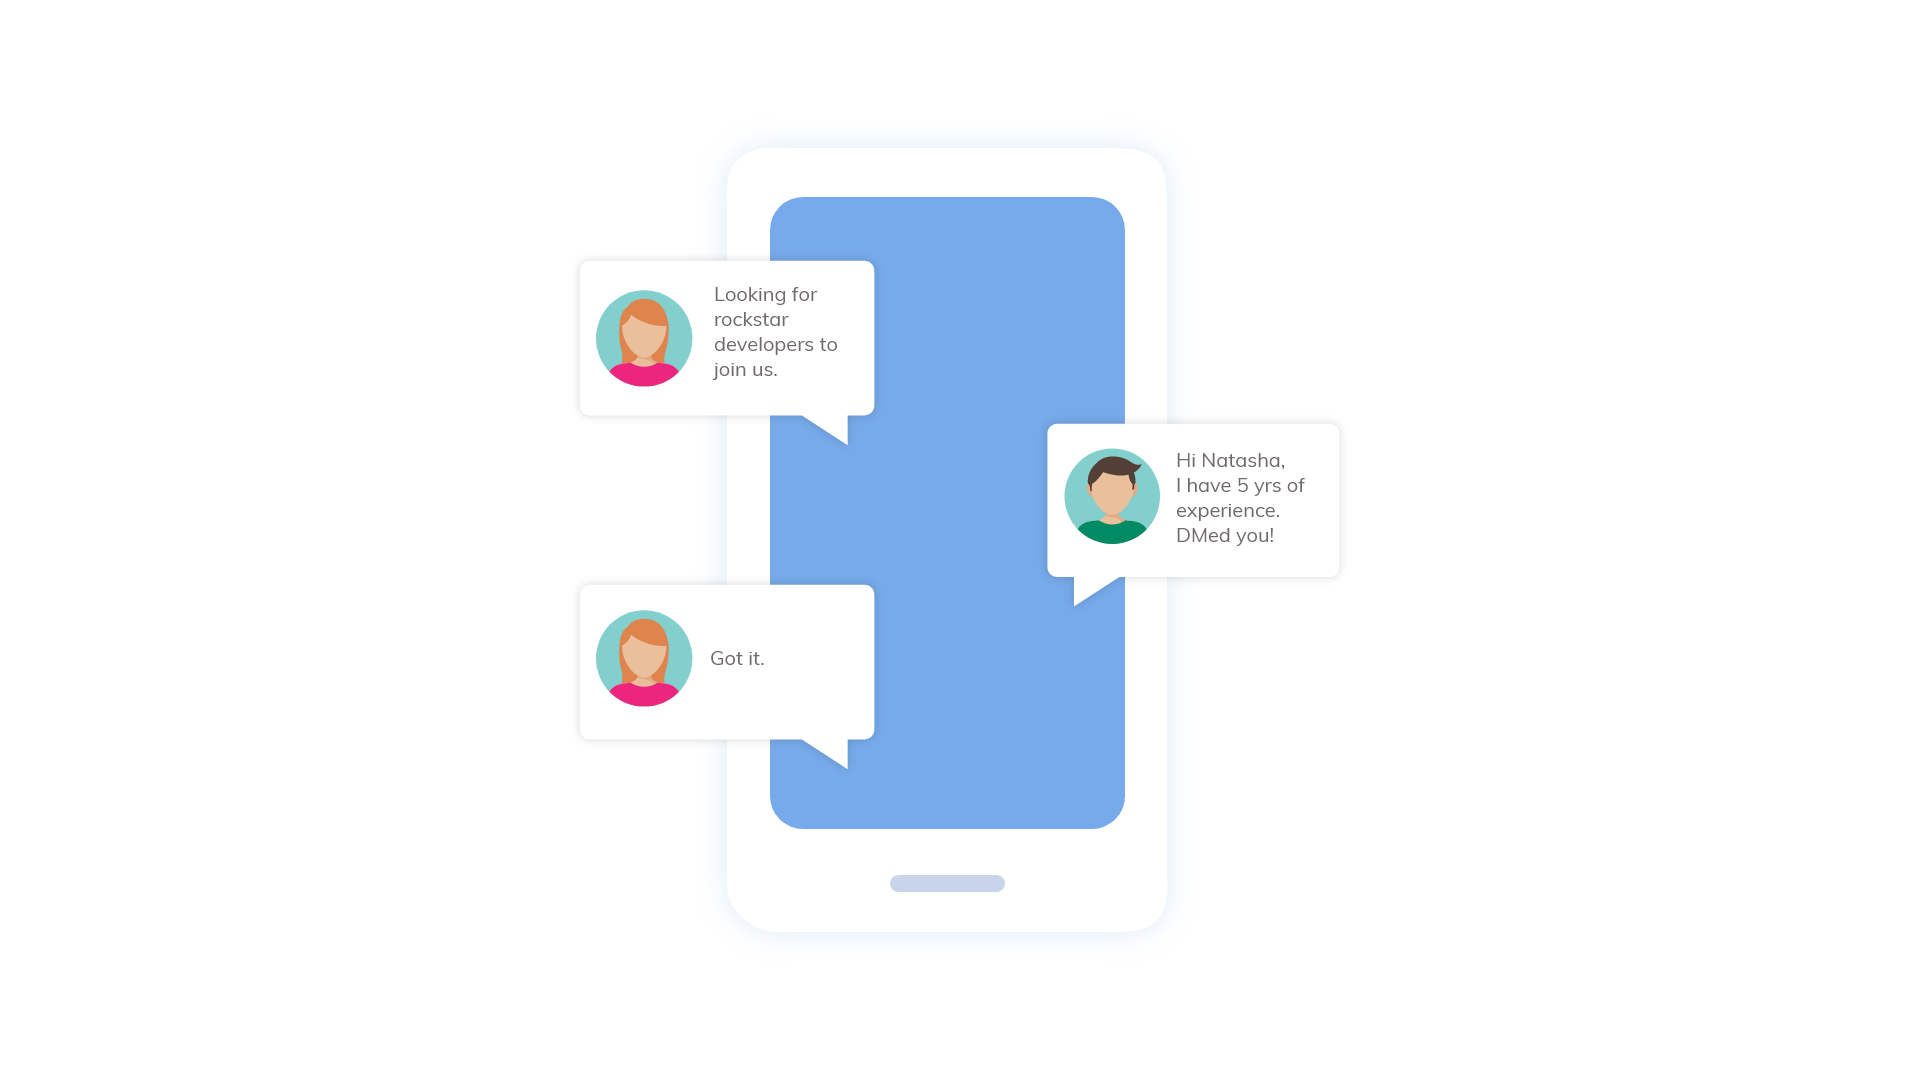 Looking for
rockstar
developers to
join us.
Hi Natasha,
I have 5 yrs of
experience.
DMed you!
Got it.